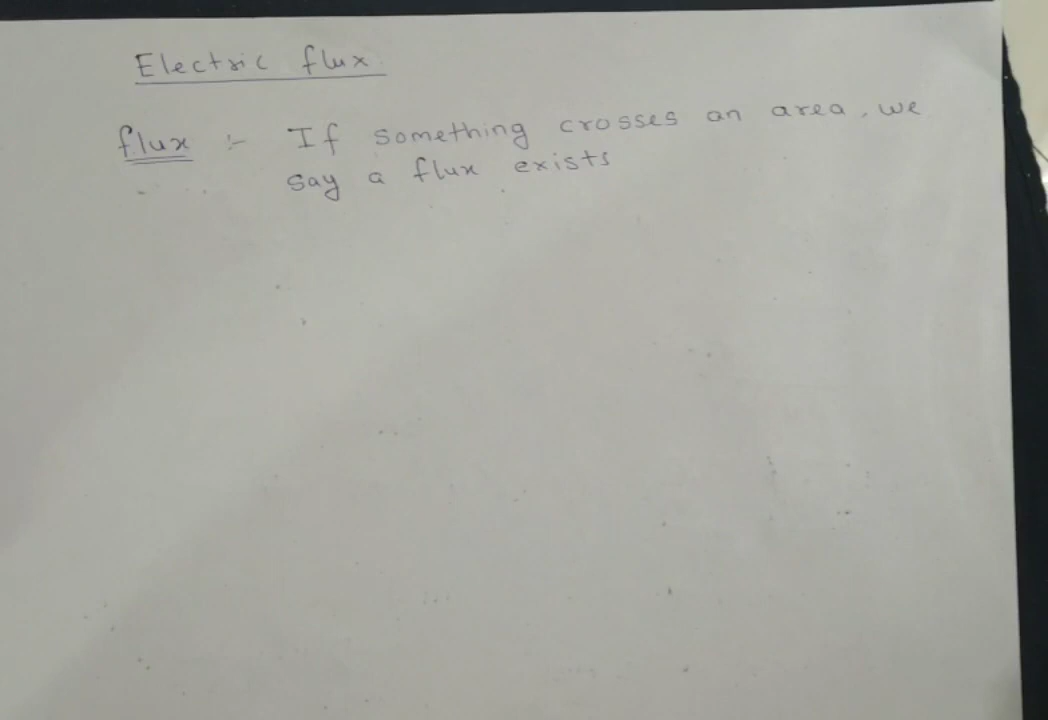 Electric flux
flux :- If something crosses an area, we
say a flux exists